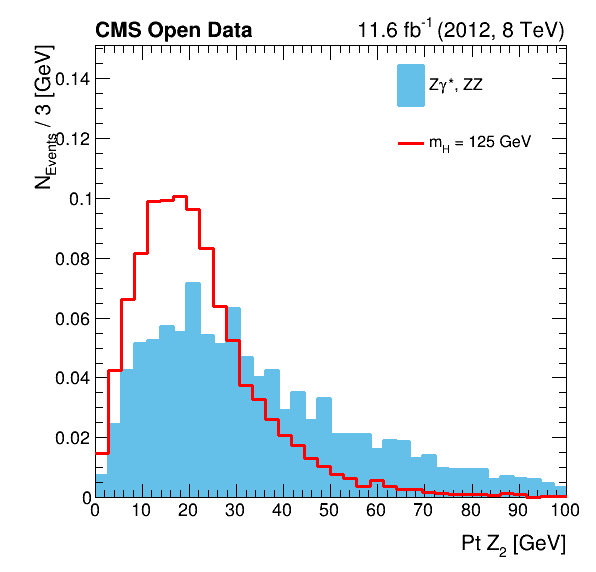 CMS Open Data 11.6 fb⁻¹ (2012, 8 TeV)
N_Events / 3 [GeV]
0.14
0.12
0.1
0.08
0.06
0.04
0.02
0
Zγ*, ZZ
m_H = 125 GeV
0 10 20 30 40 50 60 70 80 90 100
Pt Z₂ [GeV]